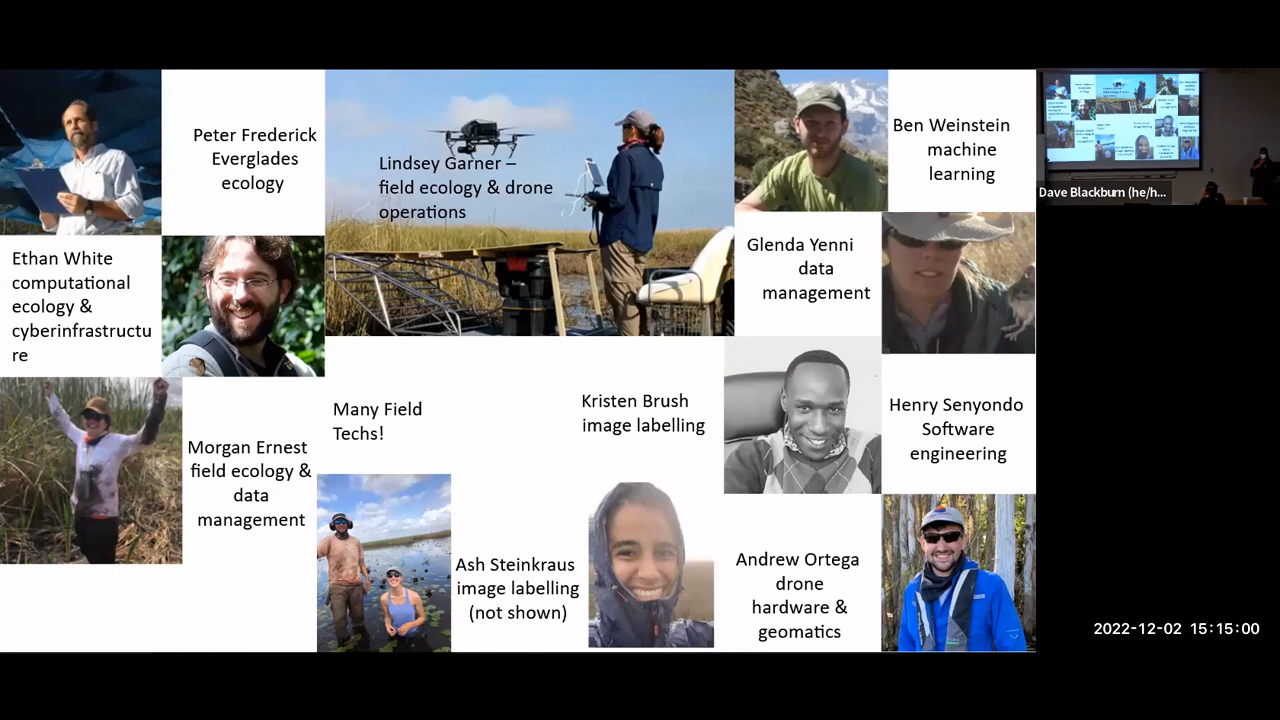 Peter Frederick
Everglades
ecology
Lindsey Garner –
field ecology & drone
operations
Ben Weinstein
machine
learning
Dave Blackburn (he/h...
Ethan White
computational
ecology &
cyberinfrastructu
re
Glenda Yenni
data
management
Many Field
Techs!
Kristen Brush
image labelling
Henry Senyondo
Software
engineering
Morgan Ernest
field ecology &
data
management
Ash Steinkraus
image labelling
(not shown)
Andrew Ortega
drone
hardware &
geomatics
2022-12-02 15:15:00